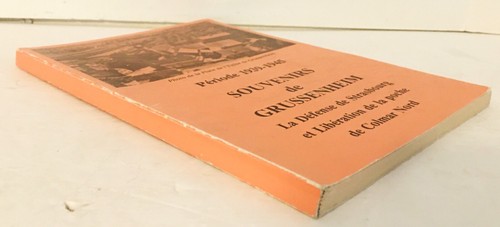 Période 1939-1945
SOUVENIRS
de
GRUSSENHEIM
La Défense de Strasbourg
et Libération de la poche
de Colmar Nord